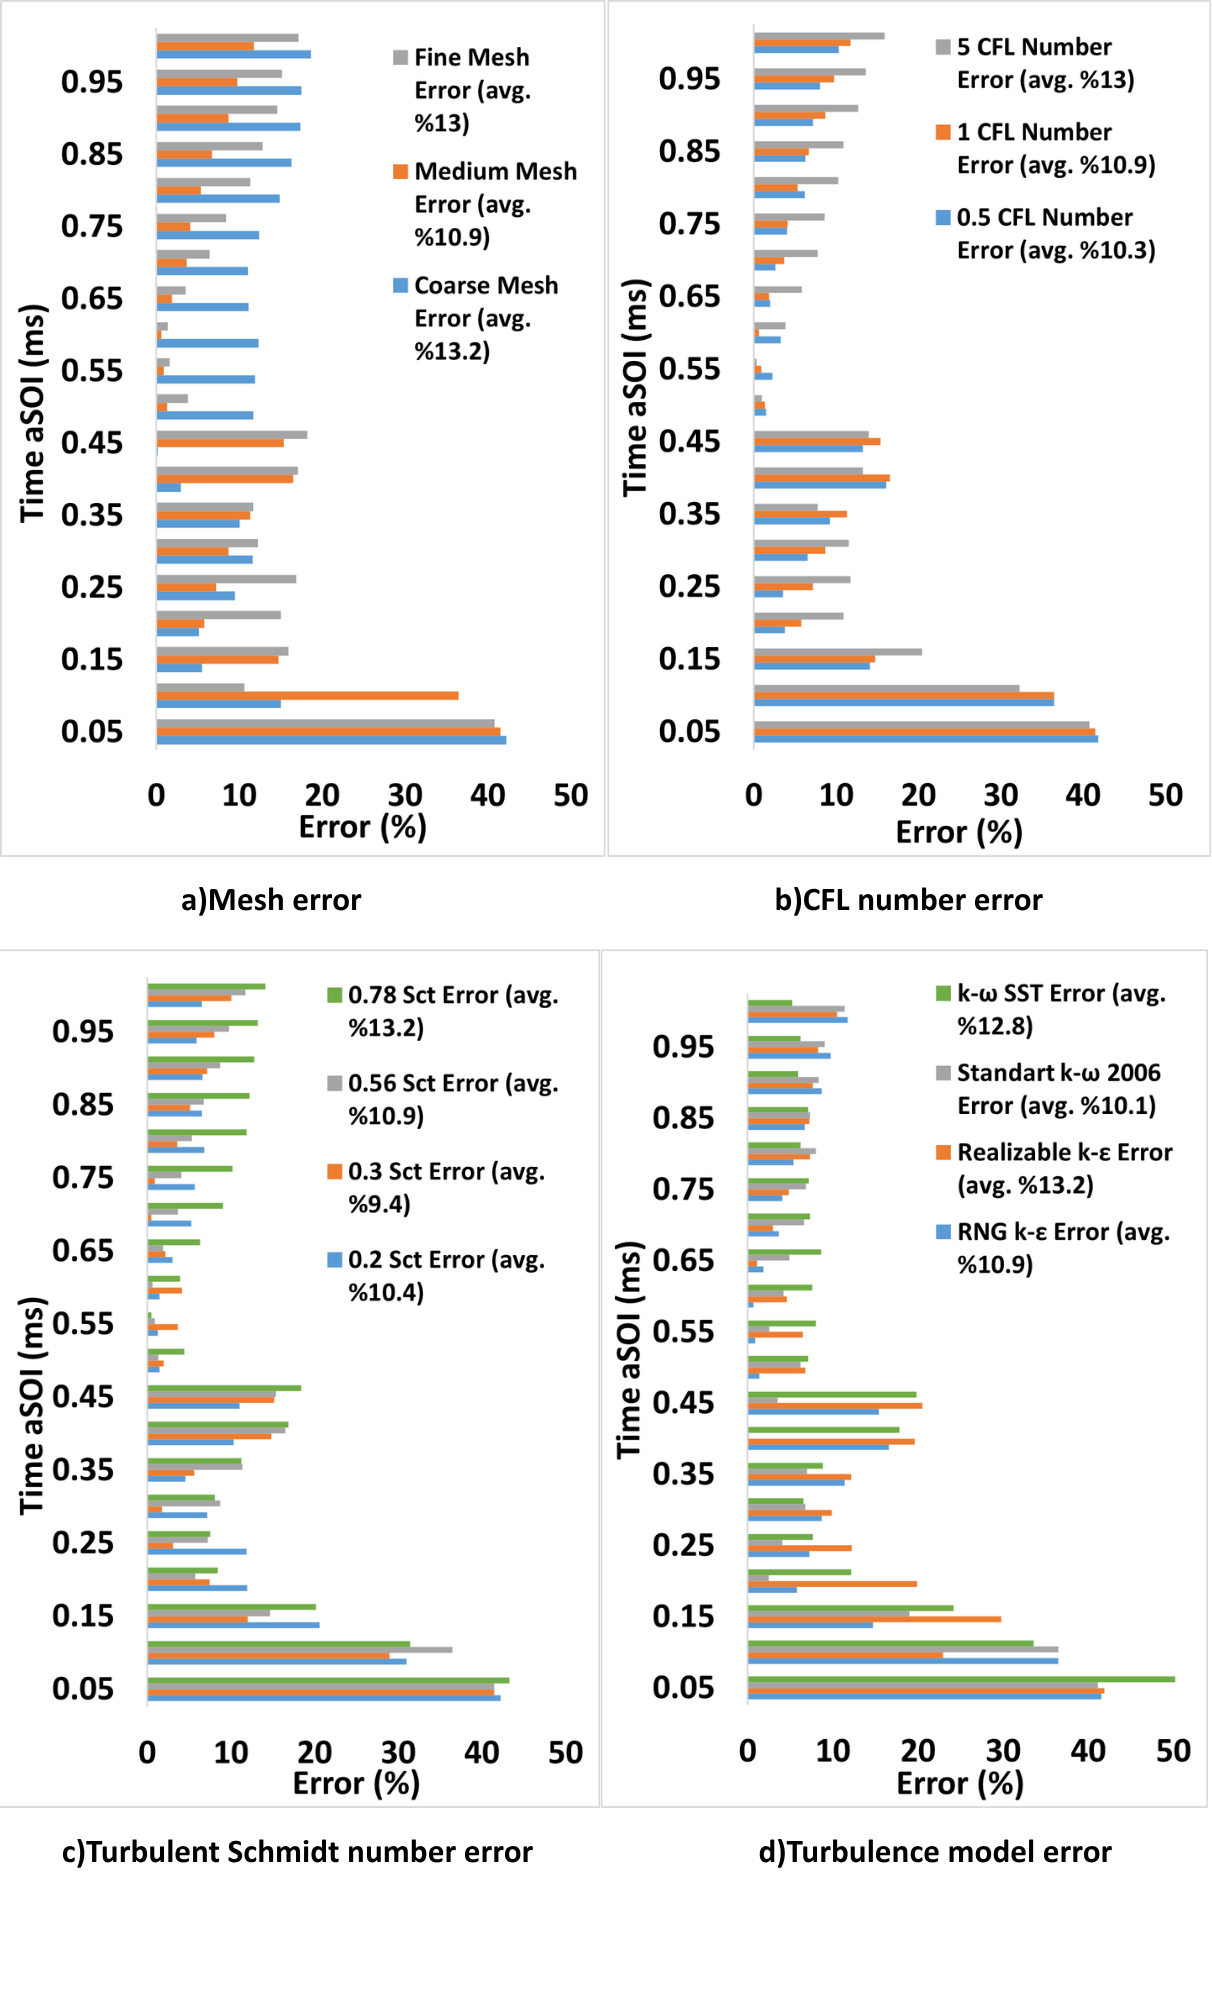 Fine Mesh
Error (avg.
%13)
Medium Mesh
Error (avg.
%10.9)
Coarse Mesh
Error (avg.
%13.2)
0.95
0.85
0.75
0.65
0.55
0.45
0.35
0.25
0.15
0.05
Time aSOI (ms)
0 10 20 30 40 50
Error (%)
a)Mesh error
5 CFL Number
Error (avg. %13)
1 CFL Number
Error (avg. %10.9)
0.5 CFL Number
Error (avg. %10.3)
0.95
0.85
0.75
0.65
0.55
0.45
0.35
0.25
0.15
0.05
Time aSOI (ms)
0 10 20 30 40 50
Error (%)
b)CFL number error
0.78 Sct Error (avg.
%13.2)
0.56 Sct Error (avg.
%10.9)
0.3 Sct Error (avg.
%9.4)
0.2 Sct Error (avg.
%10.4)
0.95
0.85
0.75
0.65
0.55
0.45
0.35
0.25
0.15
0.05
Time aSOI (ms)
0 10 20 30 40 50
Error (%)
c)Turbulent Schmidt number error
k-ω SST Error (avg.
%12.8)
Standart k-ω 2006
Error (avg. %10.1)
Realizable k-ε Error
(avg. %13.2)
RNG k-ε Error (avg.
%10.9)
0.95
0.85
0.75
0.65
0.55
0.45
0.35
0.25
0.15
0.05
Time aSOI (ms)
0 10 20 30 40 50
Error (%)
d)Turbulence model error